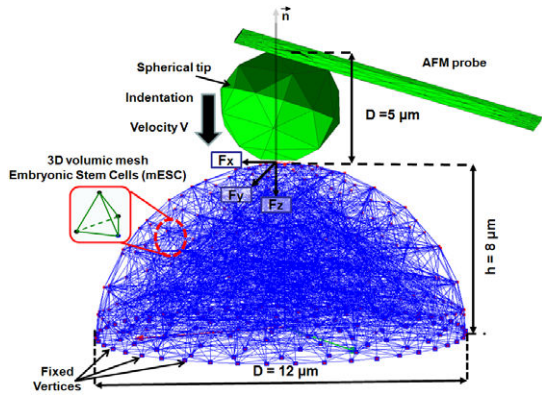 n
AFM probe
Spherical tip
Indentation
Velocity V
D =5 µm
3D volumic mesh
Embryonic Stem Cells (mESC)
Fx
Fy
Fz
h = 8 µm
Fixed
Vertices
D = 12 µm